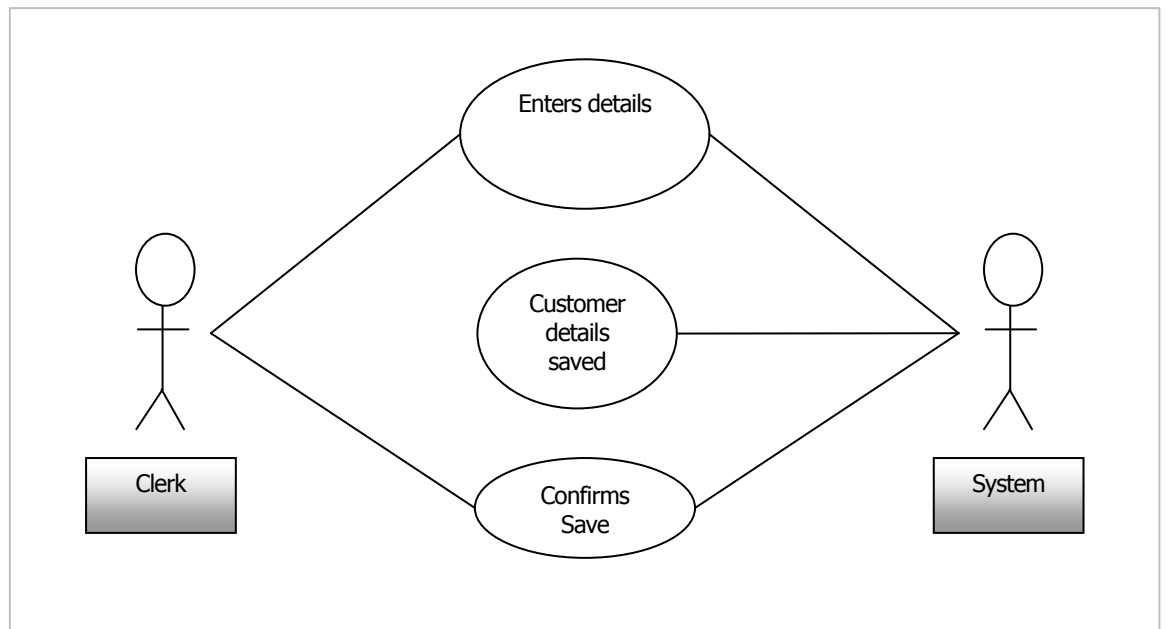 Enters details
Customer
details
saved
Clerk
System
Confirms
Save